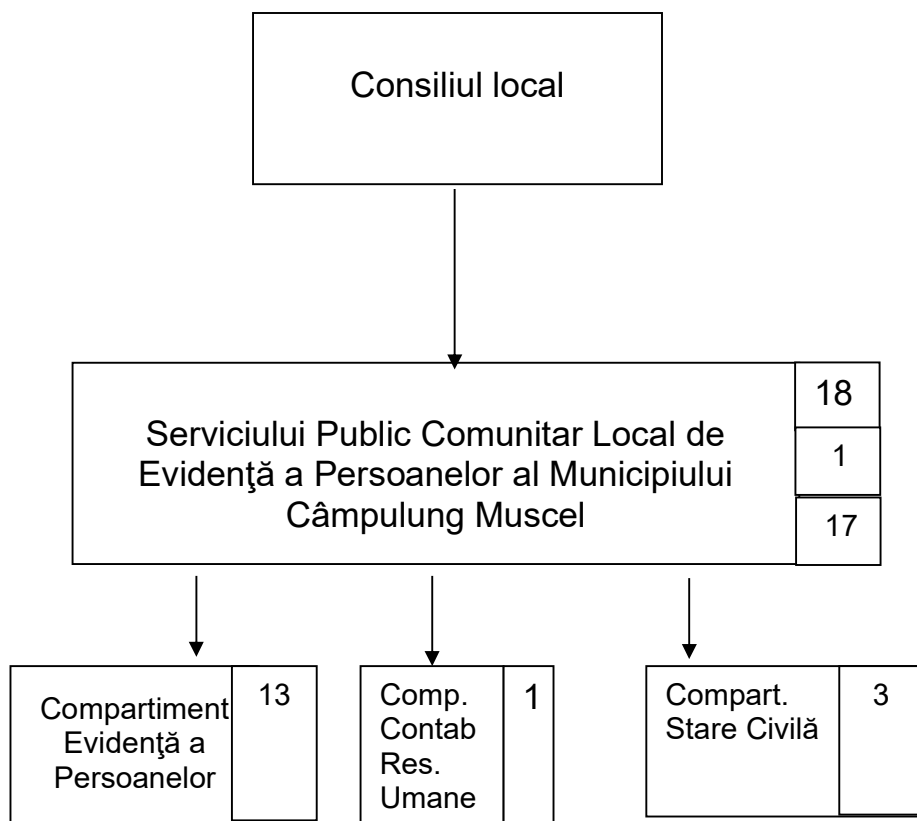 Consiliul local
18
Serviciului Public Comunitar Local de
Evidenţă a Persoanelor al Municipiului
Câmpulung Muscel
1
17
Compartiment
Evidenţă a
Persoanelor
13
Comp.
Contab
Res.
Umane
1
Compart.
Stare Civilă
3